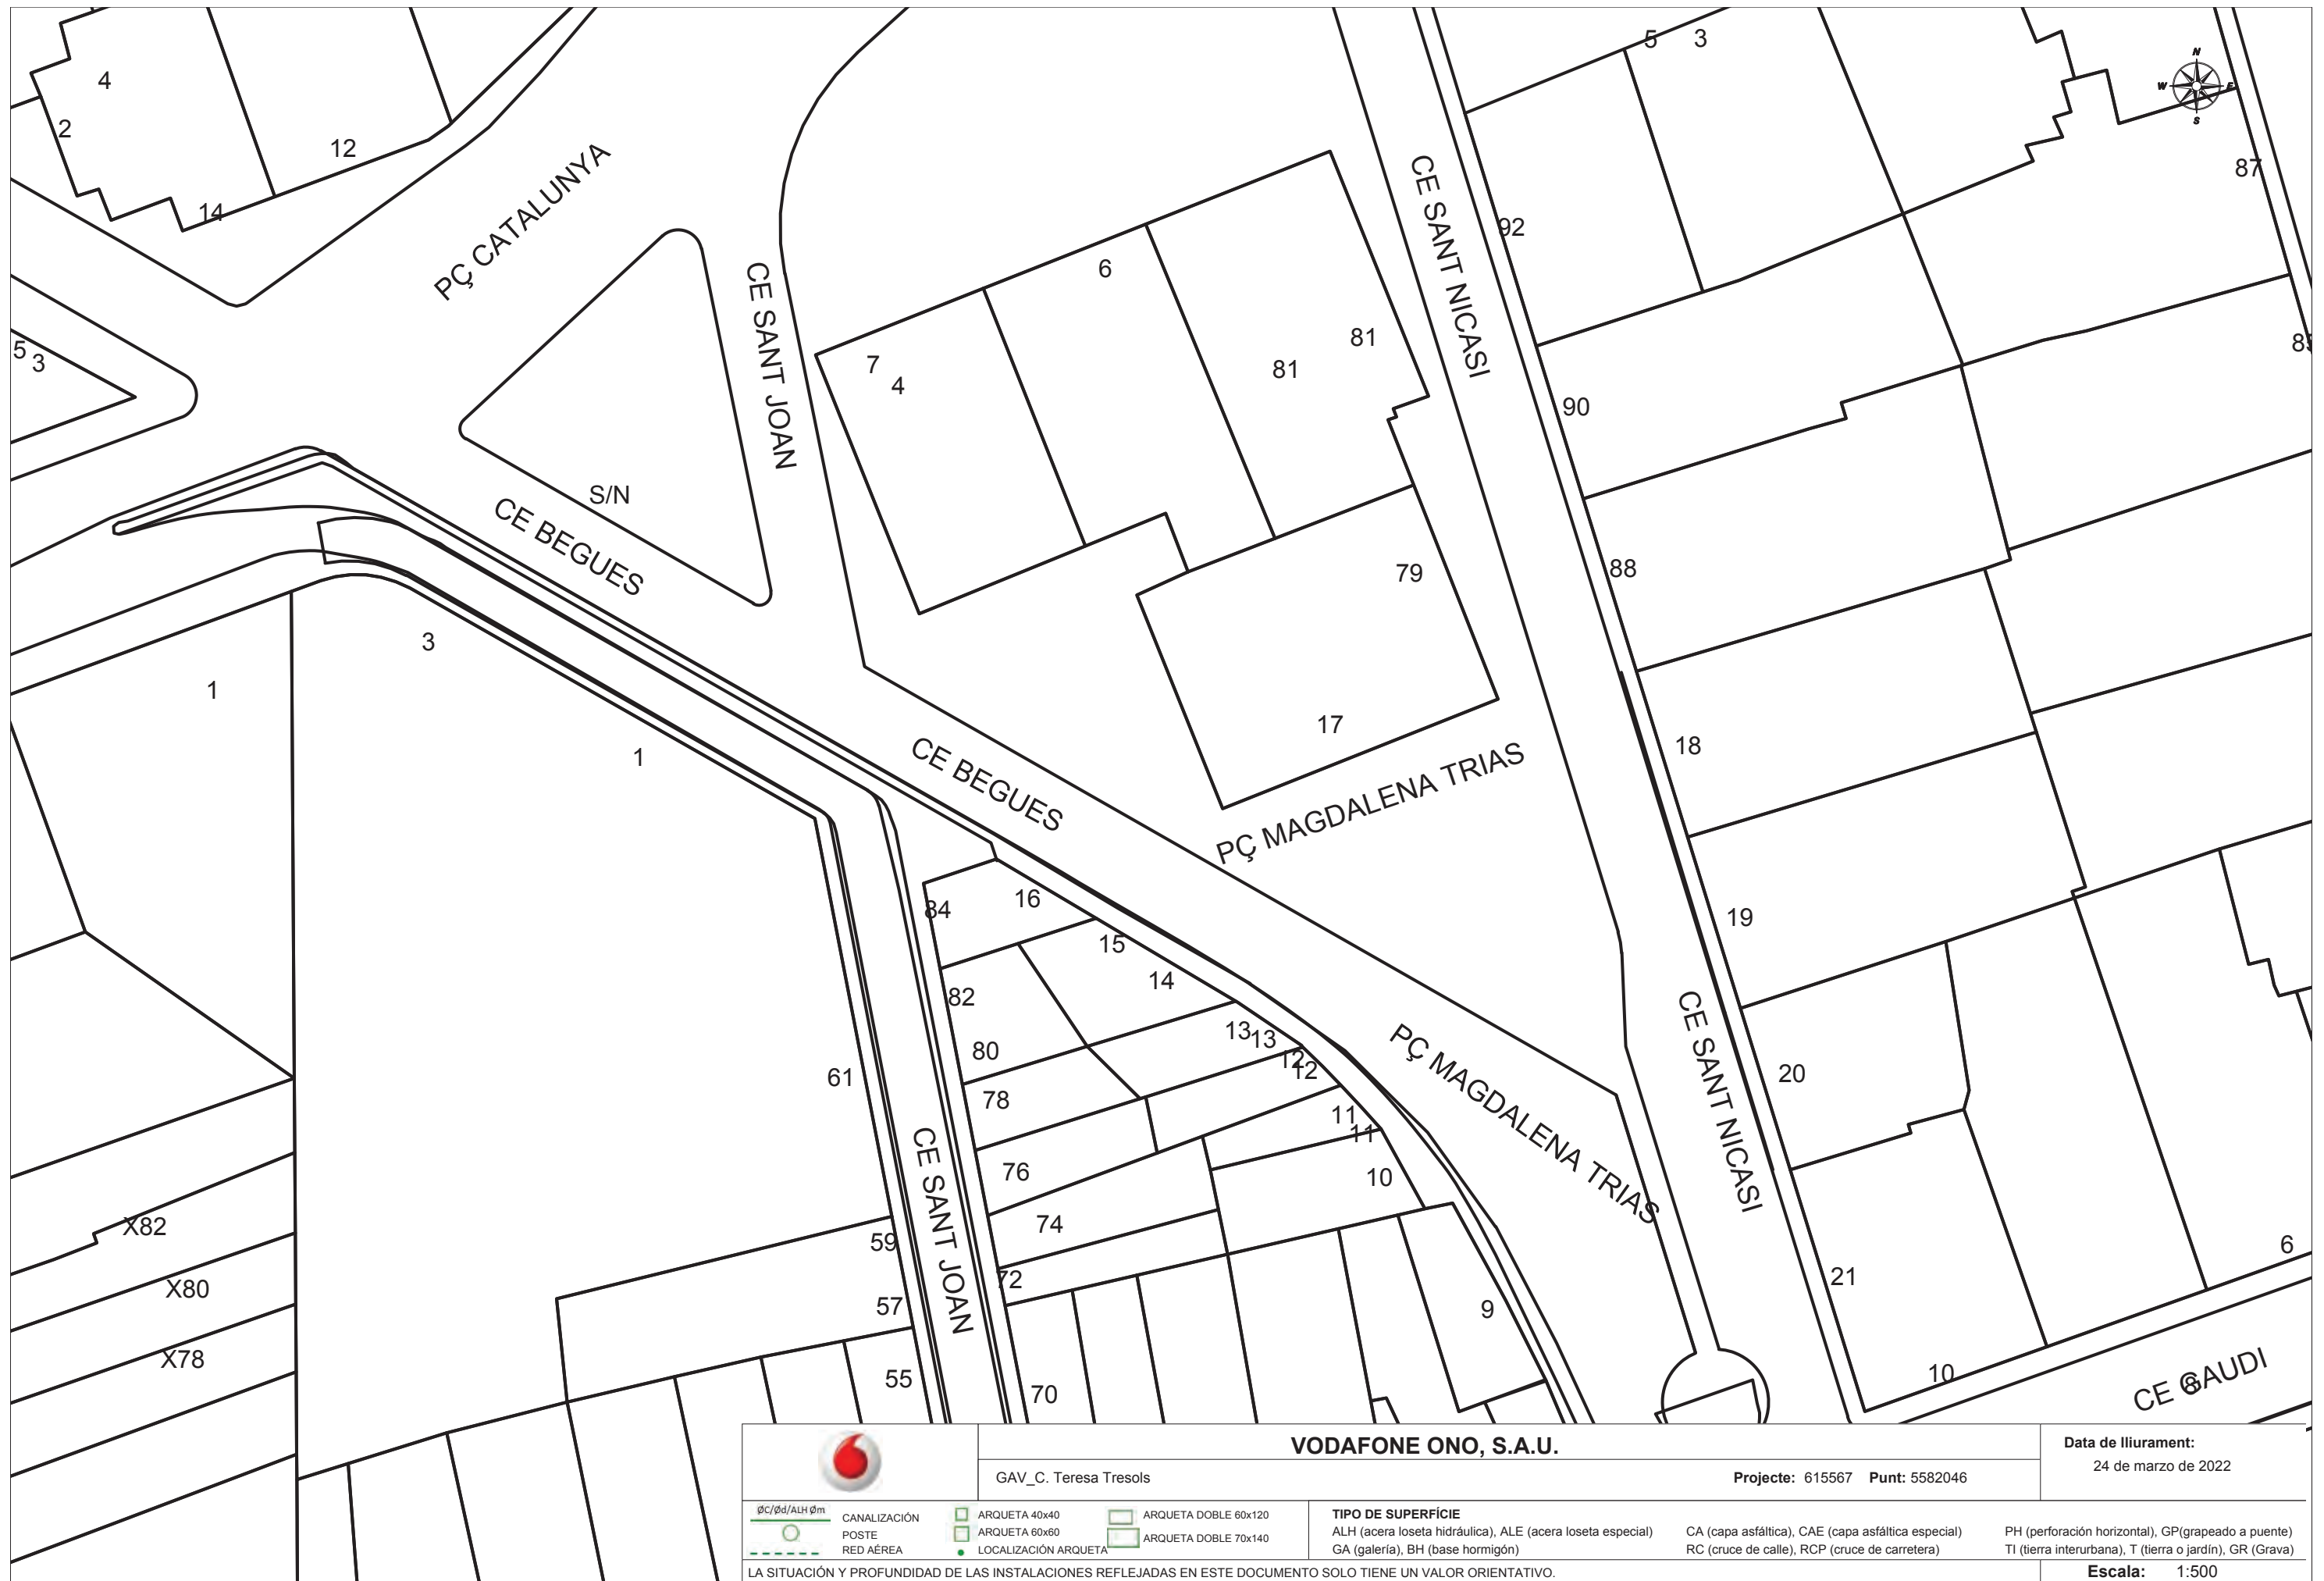 4
2
12
14
5 3
PÇ CATALUNYA
CE SANT JOAN
S/N
CE BEGUES
7
4
6
81
81
79
17
CE SANT NICASI
5 3
N
W E
S
87
92
90
88
18
19
20
21
1
3
1
61
CE BEGUES
PÇ MAGDALENA TRIAS
PÇ MAGDALENA TRIAS
CE SANT NICASI
84
16
15
82
14
80
13
13
12
12
78
11
11
76
10
74
72
9
70
CE SANT JOAN
59
57
55
X82
X80
X78
6
10
CE GAUDI
8
VODAFONE ONO, S.A.U.
GAV_C. Teresa Tresols
Projecte: 615567 Punt: 5582046
Data de lliurament:
24 de marzo de 2022
ØC/Ød/ALH Øm
CANALIZACIÓN
POSTE
RED AÉREA
ARQUETA 40x40
ARQUETA 60x60
LOCALIZACIÓN ARQUETA
ARQUETA DOBLE 60x120
ARQUETA DOBLE 70x140
TIPO DE SUPERFÍCIE
ALH (acera loseta hidráulica), ALE (acera loseta especial)
GA (galería), BH (base hormigón)
CA (capa asfáltica), CAE (capa asfáltica especial)
RC (cruce de calle), RCP (cruce de carretera)
PH (perforación horizontal), GP(grapeado a puente)
TI (tierra interurbana), T (tierra o jardín), GR (Grava)
LA SITUACIÓN Y PROFUNDIDAD DE LAS INSTALACIONES REFLEJADAS EN ESTE DOCUMENTO SOLO TIENE UN VALOR ORIENTATIVO.
Escala: 1:500